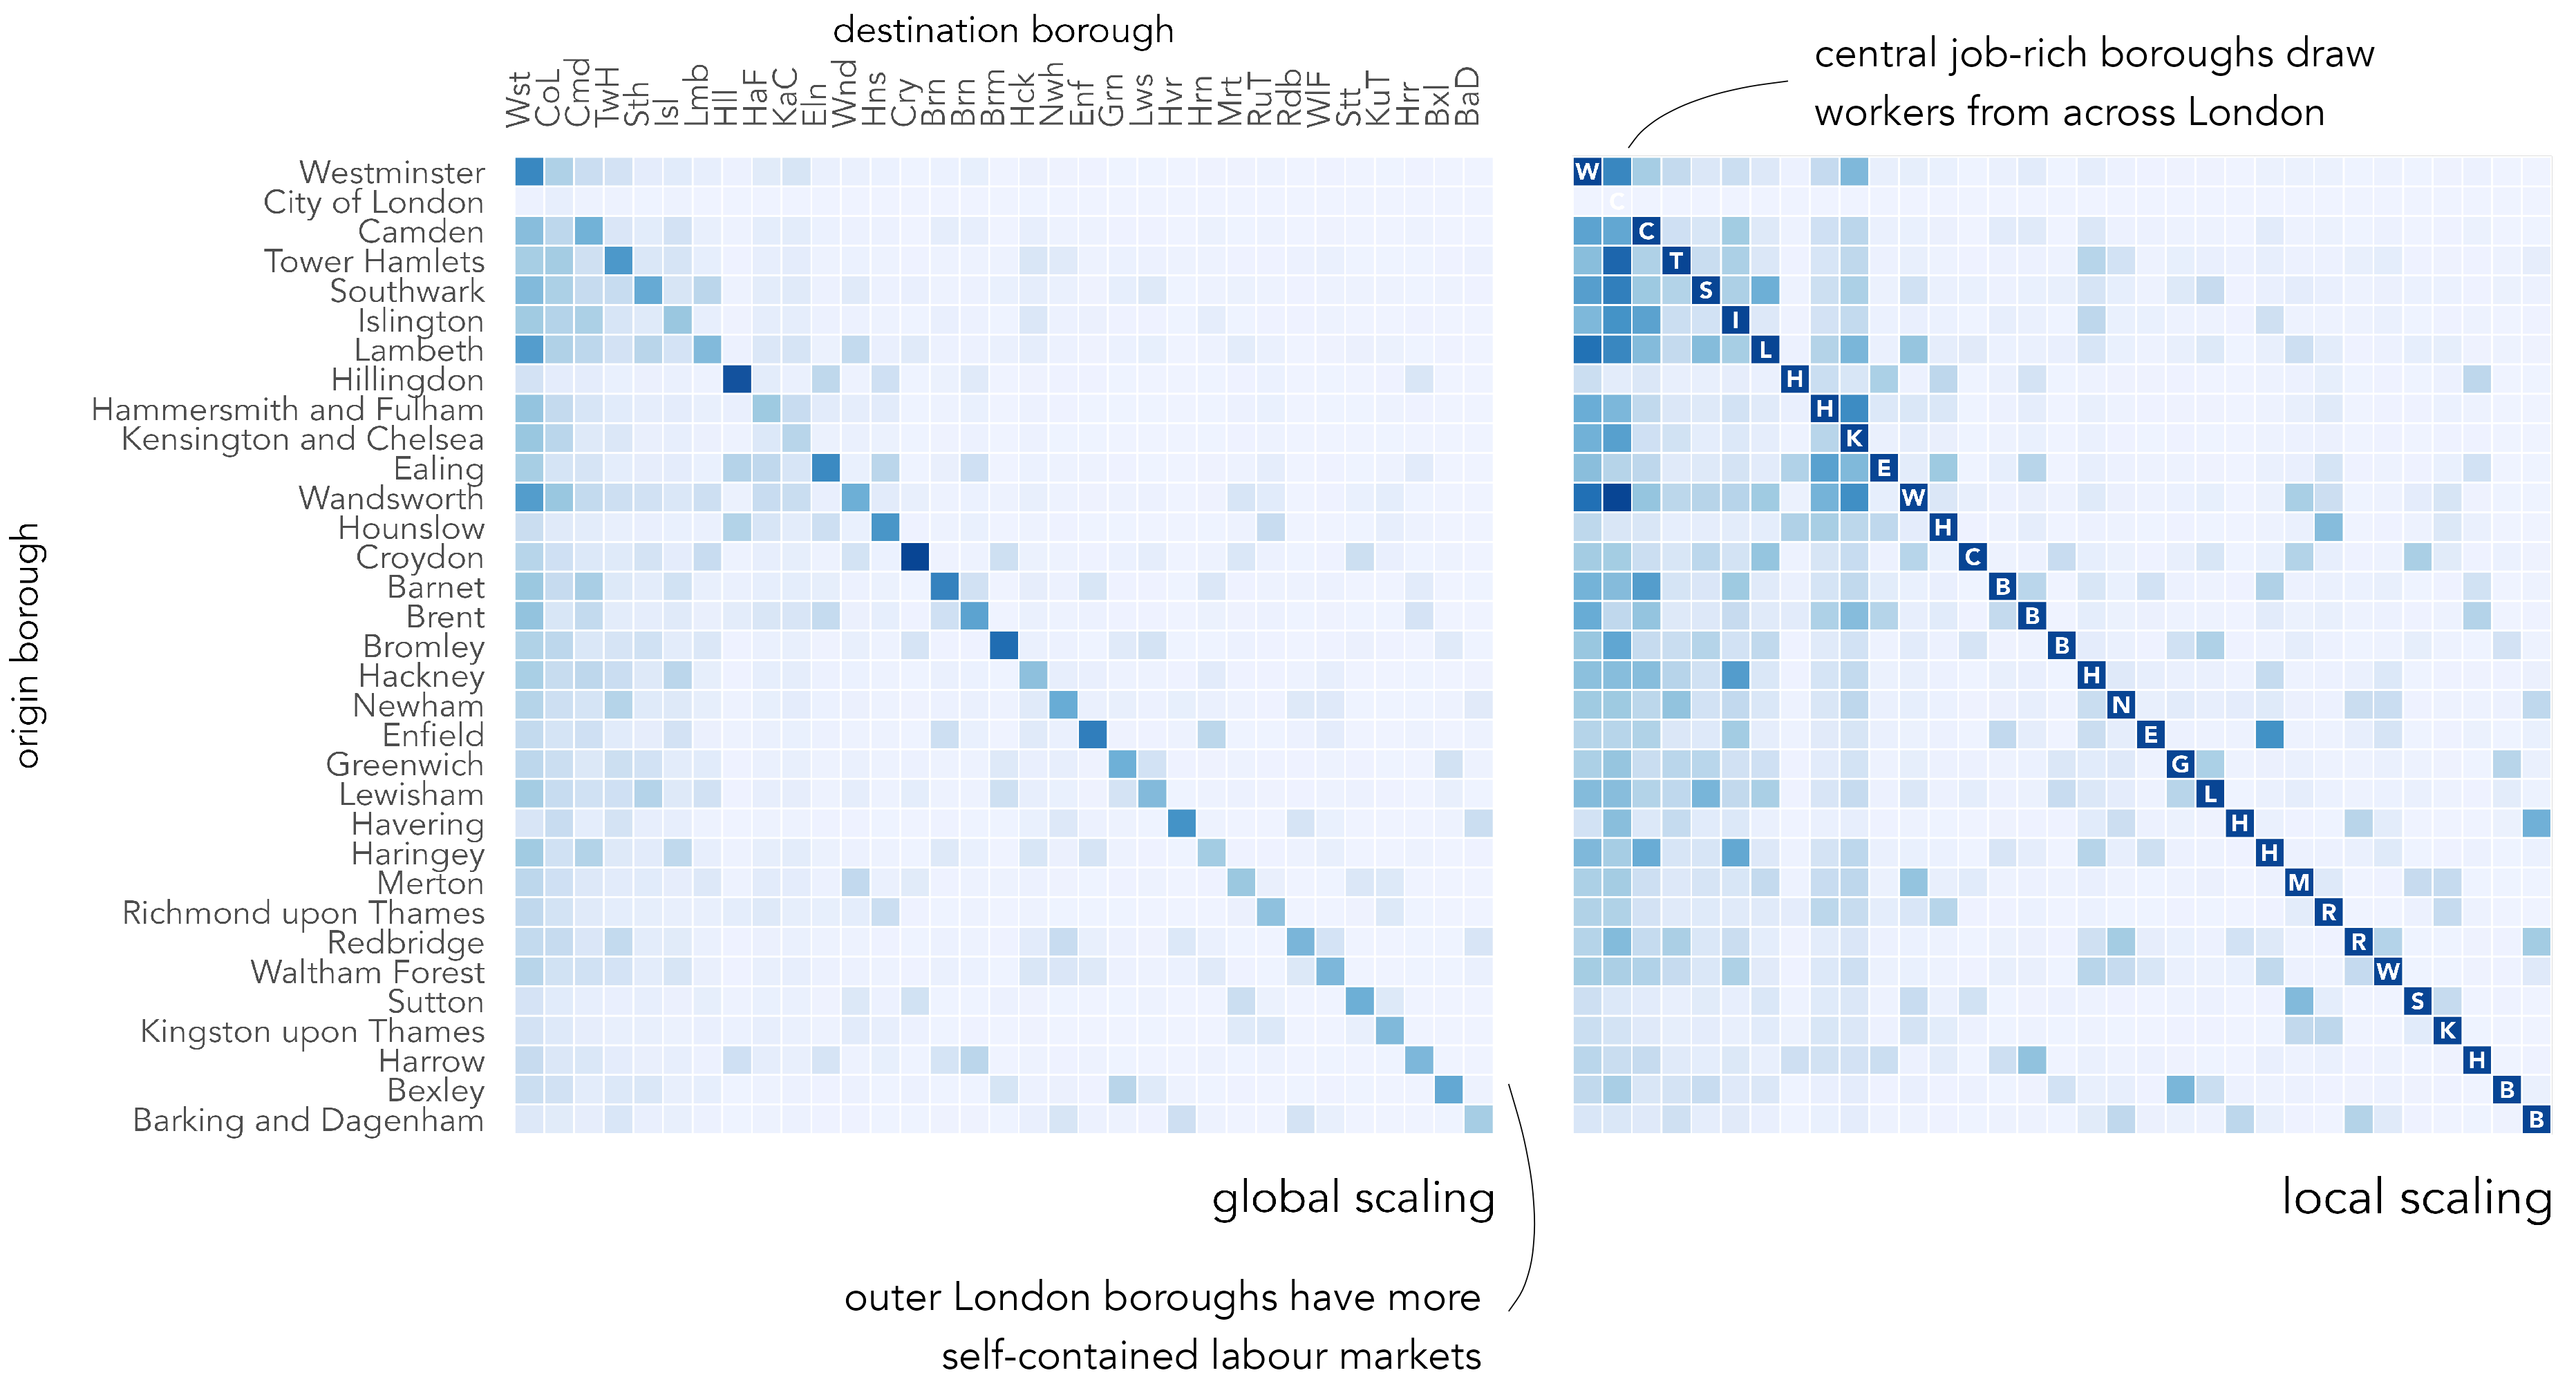 destination borough
central job-rich boroughs draw
workers from across London
Wst CoL Cmd TwH Sth Isl Lmb Hll HaF KaC Eln Wnd Hns Cry Brn Brn Brm Hck Nwh Enf Grn Lws Hvr Hrn Mrt RuT Rdb WlF Stt KuT Hrr Bxl BaD
origin borough
Westminster W
City of London C
Camden C
Tower Hamlets T
Southwark S
Islington I
Lambeth L
Hillingdon H
Hammersmith and Fulham H
Kensington and Chelsea K
Ealing E
Wandsworth W
Hounslow H
Croydon C
Barnet B
Brent B
Bromley B
Hackney H
Newham N
Enfield E
Greenwich G
Lewisham L
Havering H
Haringey H
Merton M
Richmond upon Thames R
Redbridge R
Waltham Forest W
Sutton S
Kingston upon Thames K
Harrow H
Bexley B
Barking and Dagenham B
global scaling
local scaling
outer London boroughs have more
self-contained labour markets